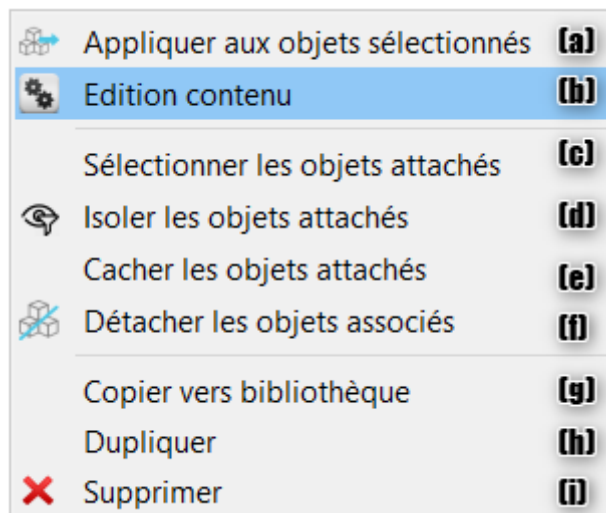 Appliquer aux objets sélectionnés (a)
Edition contenu (b)
Sélectionner les objets attachés (c)
Isoler les objets attachés (d)
Cacher les objets attachés (e)
Détacher les objets associés (f)
Copier vers bibliothèque (g)
Dupliquer (h)
Supprimer (i)